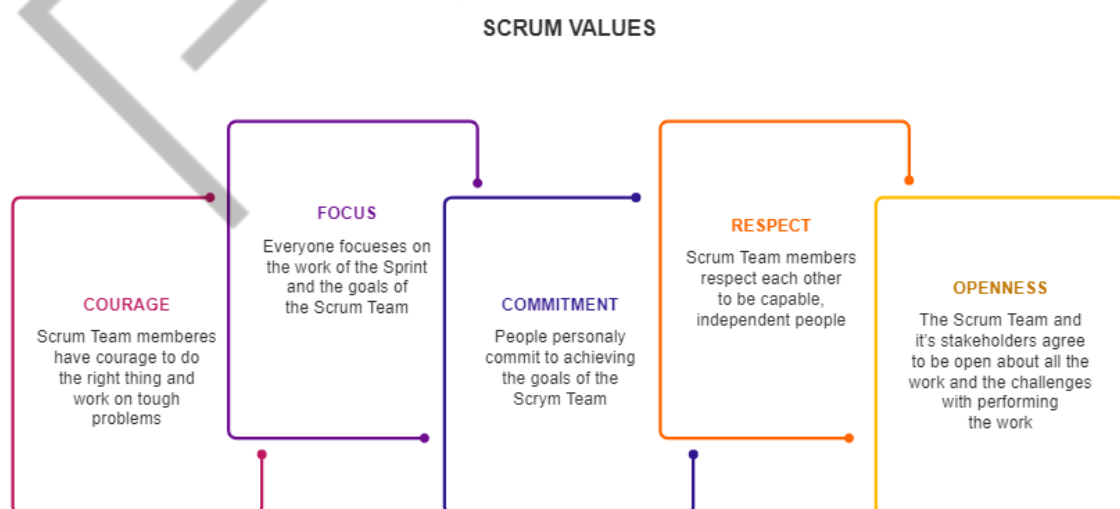 SCRUM VALUES
COURAGE
Scrum Team memberes
have courage to do
the right thing and
work on tough
problems
FOCUS
Everyone focueses on
the work of the Sprint
and the goals of
the Scrum Team
COMMITMENT
People personaly
commit to achieving
the goals of the
Scrym Team
RESPECT
Scrum Team members
respect each other
to be capable,
independent people
OPENNESS
The Scrum Team and
it's stakeholders agree
to be open about all the
work and the challenges
with performing
the work